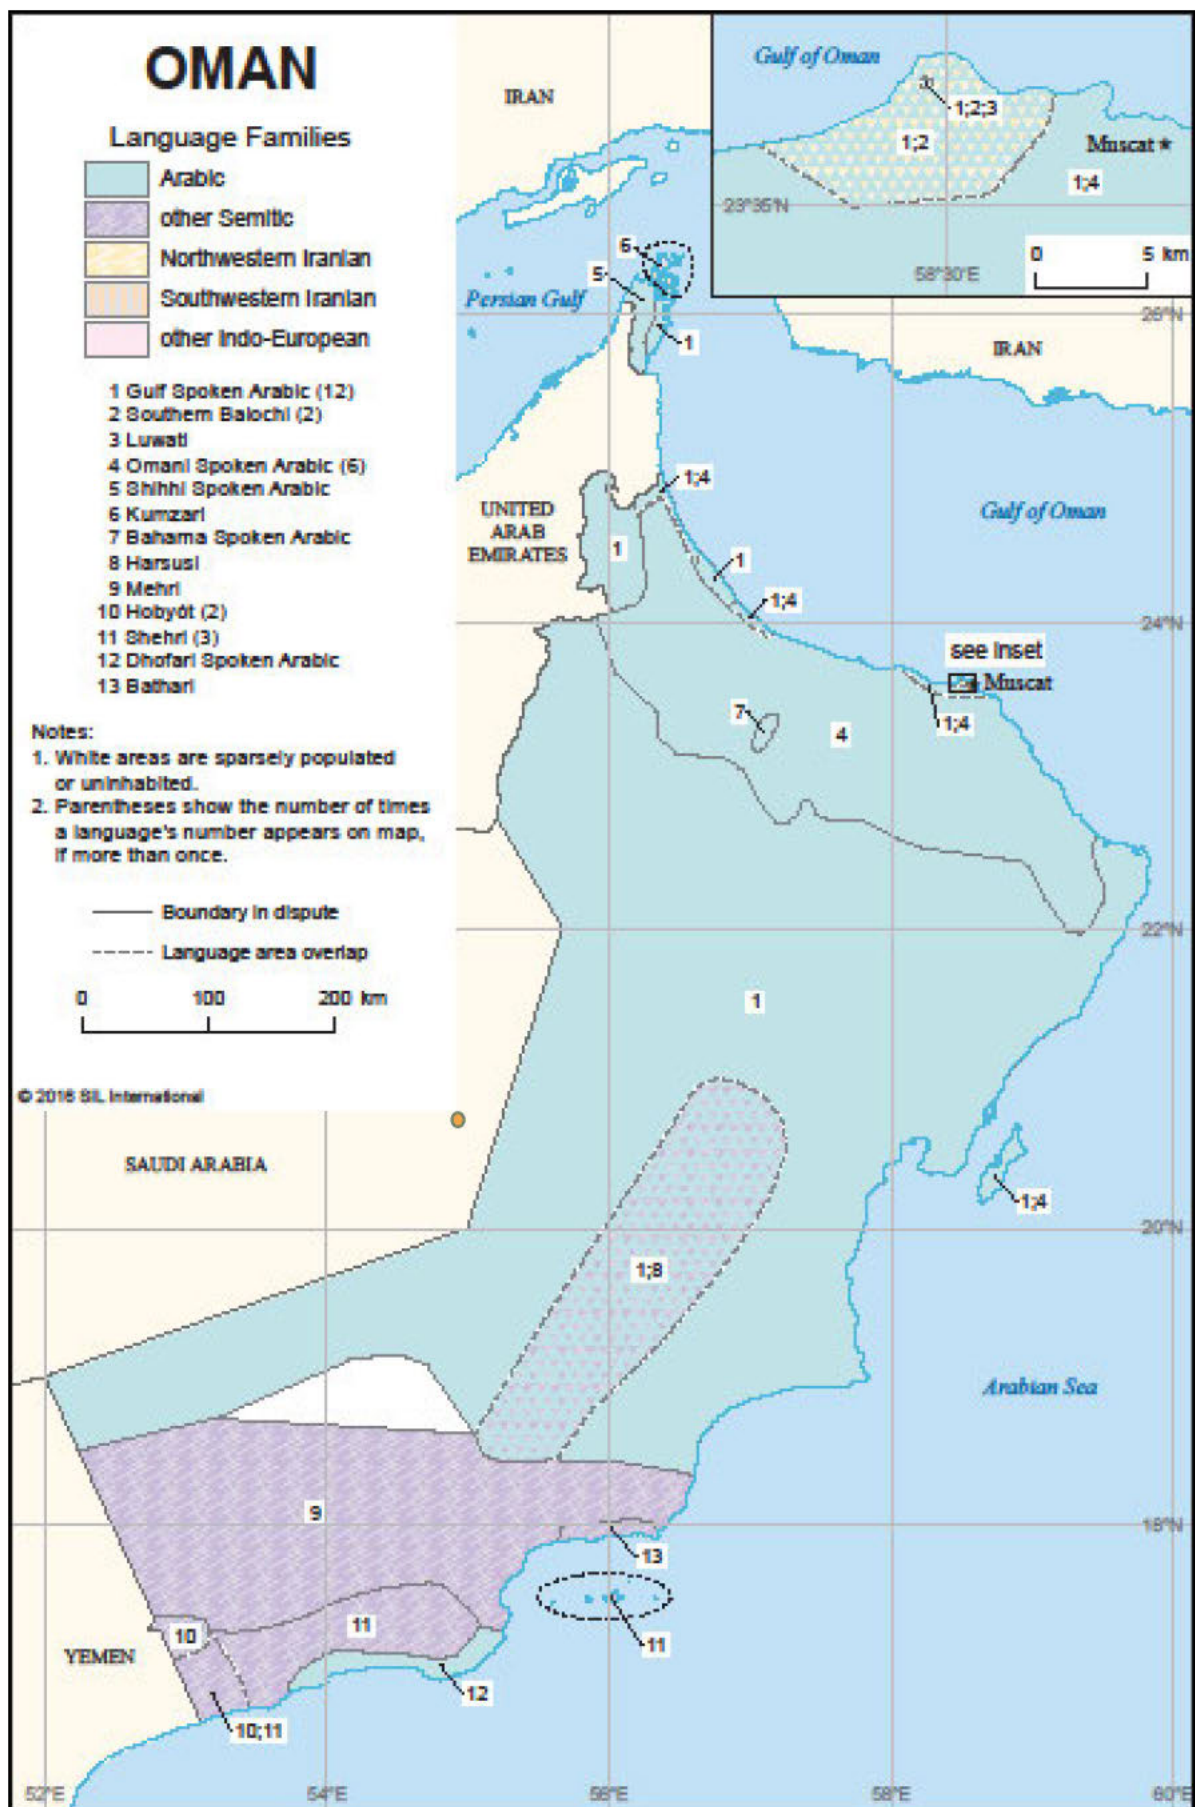 OMAN
Language Families
Arabic
other Semitic
Northwestern Iranian
Southwestern Iranian
other Indo-European
1 Gulf Spoken Arabic (12)
2 Southern Balochi (2)
3 Luwati
4 Omani Spoken Arabic (6)
5 Shihhi Spoken Arabic
6 Kumzari
7 Baharna Spoken Arabic
8 Harsusi
9 Mehri
10 Hobyót (2)
11 Shehri (3)
12 Dhofari Spoken Arabic
13 Bathari
Notes:
1. White areas are sparsely populated
or uninhabited.
2. Parentheses show the number of times
a language's number appears on map,
if more than once.
Boundary in dispute
Language area overlap
0 100 200 km
© 2016 SIL International
IRAN
Gulf of Oman
1;2;3
1;2
Muscat
1;4
23°35'N
0 5 km
58°30'E
6
5
Persian Gulf
26°N
1
IRAN
1;4
UNITED
ARAB
EMIRATES
Gulf of Oman
1
1
1;4
24°N
see inset
Muscat
7
4
1;4
22°N
1
SAUDI ARABIA
1;4
20°N
1;8
Arabian Sea
9
18°N
13
11
10
11
YEMEN
12
10;11
52°E
54°E
56°E
58°E
60°E